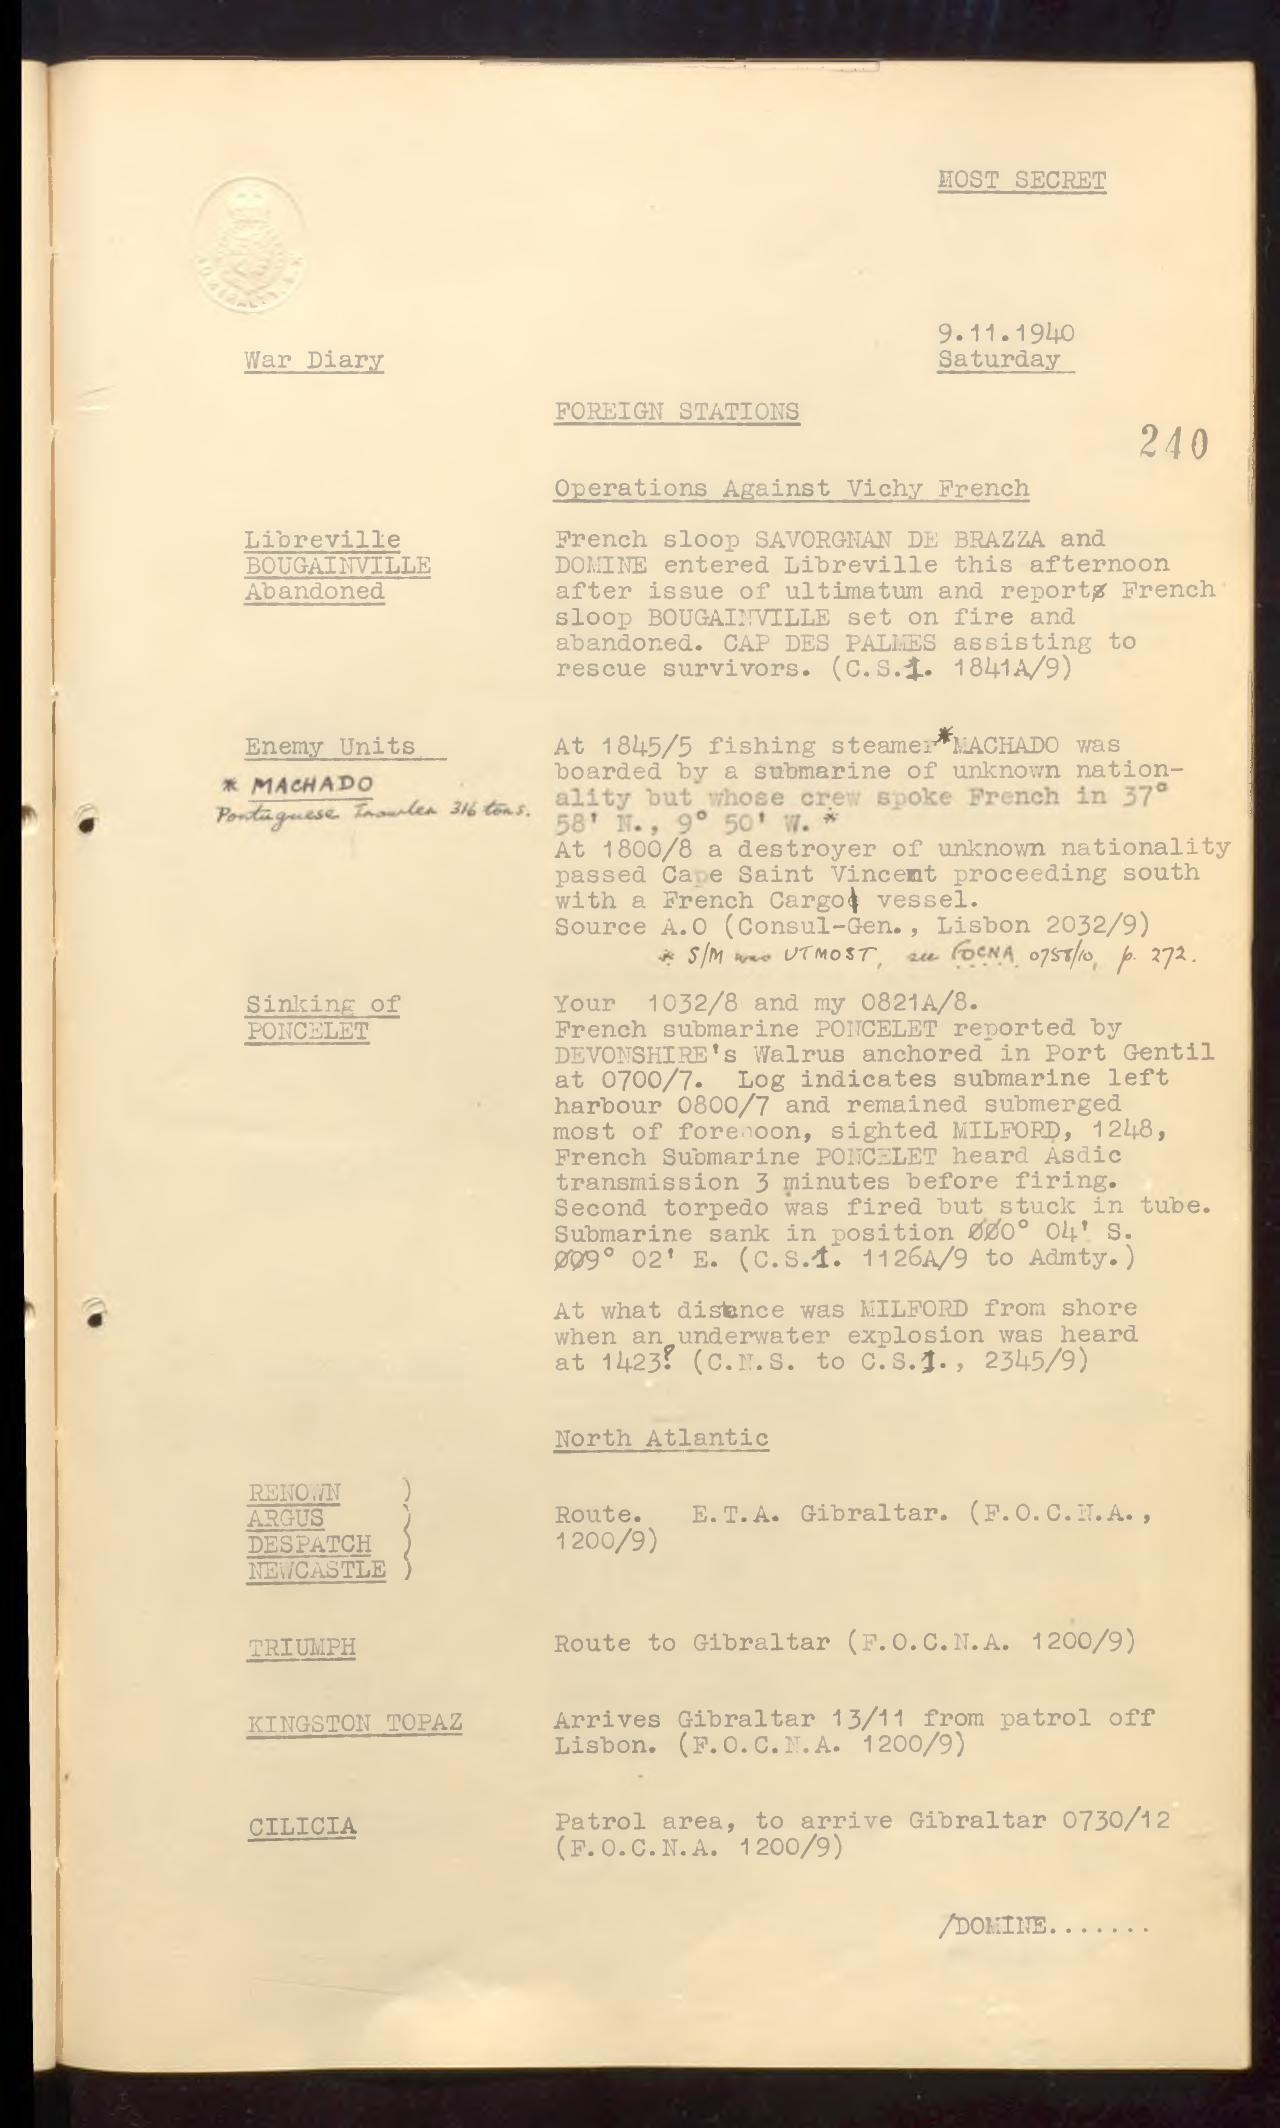 MOST SECRET
9.11.1940
War Diary
Saturday
FOREIGN STATIONS
240
Operations Against Vichy French
Libreville
BOUGAINVILLE
Abandoned
French sloop SAVORGNAN DE BRAZZA and
DOMINE entered Libreville this afternoon
after issue of ultimatum and report French
sloop BOUGAINVILLE set on fire and
abandoned. CAP DES PALMES assisting to
rescue survivors. (C.S.1. 1841A/9)
Enemy Units
* MACHADO
Portuguese Trawler 316 tons.
At 1845/5 fishing steamer *MACHADO was
boarded by a submarine of unknown nation-
ality but whose crew spoke French in 37°
58' N., 9° 50' W. *
At 1800/8 a destroyer of unknown nationality
passed Cape Saint Vincent proceeding south
with a French Cargo vessel.
Source A.O (Consul-Gen., Lisbon 2032/9)
* S/M was UTMOST, see FOCNA 0758/10, p. 272.
Sinking of
PONCELET
Your 1032/8 and my 0821A/8.
French submarine PONCELET reported by
DEVONSHIRE's Walrus anchored in Port Gentil
at 0700/7. Log indicates submarine left
harbour 0800/7 and remained submerged
most of forenoon, sighted MILFORD, 1248,
French Submarine PONCELET heard Asdic
transmission 3 minutes before firing.
Second torpedo was fired but stuck in tube.
Submarine sank in position 000° 04' S.
009° 02' E. (C.S.1. 1126A/9 to Admty.)
At what distance was MILFORD from shore
when an underwater explosion was heard
at 1423? (C.N.S. to C.S.1., 2345/9)
North Atlantic
RENOWN )
ARGUS )
DESPATCH )
NEWCASTLE )
Route. E.T.A. Gibraltar. (F.O.C.N.A.,
1200/9)
TRIUMPH
Route to Gibraltar (F.O.C.N.A. 1200/9)
KINGSTON TOPAZ
Arrives Gibraltar 13/11 from patrol off
Lisbon. (F.O.C.N.A. 1200/9)
CILICIA
Patrol area, to arrive Gibraltar 0730/12
(F.O.C.N.A. 1200/9)
/DOMINE.......